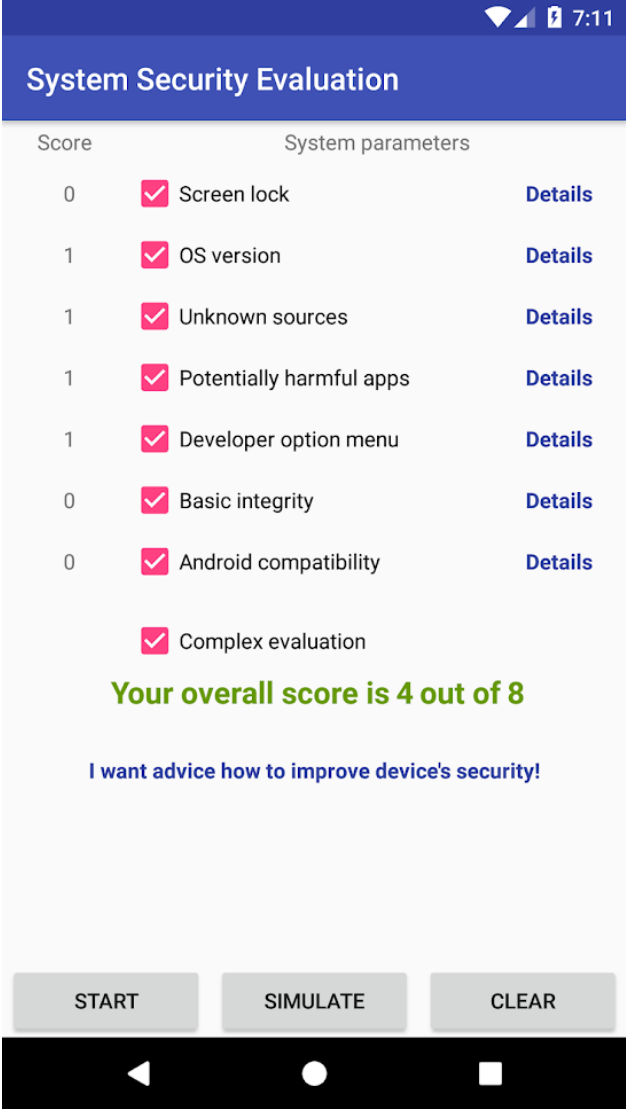 7:11
System Security Evaluation
Score System parameters
0 Screen lock Details
1 OS version Details
1 Unknown sources Details
1 Potentially harmful apps Details
1 Developer option menu Details
0 Basic integrity Details
0 Android compatibility Details
Complex evaluation
Your overall score is 4 out of 8
I want advice how to improve device's security!
START SIMULATE CLEAR